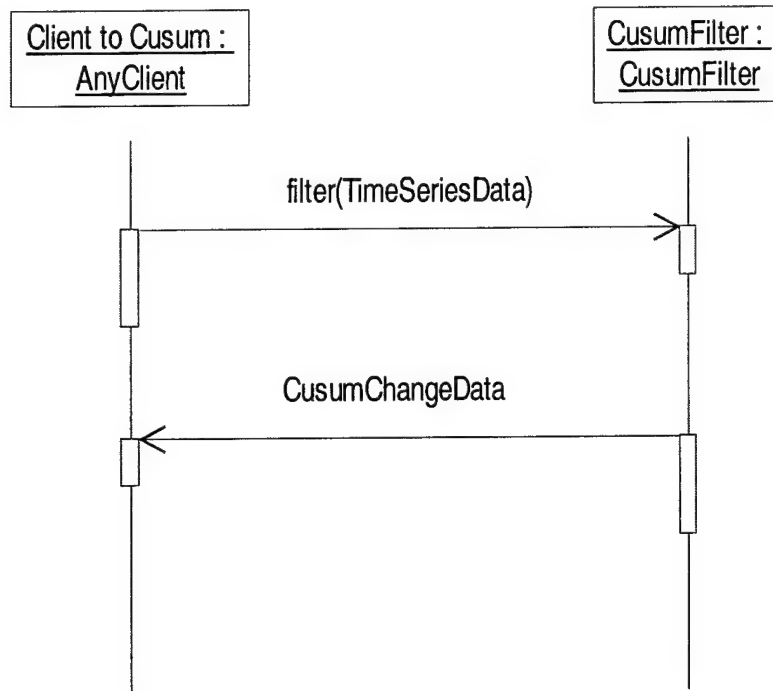 Client to Cusum :
AnyClient
CusumFilter :
CusumFilter
filter(TimeSeriesData)
CusumChangeData